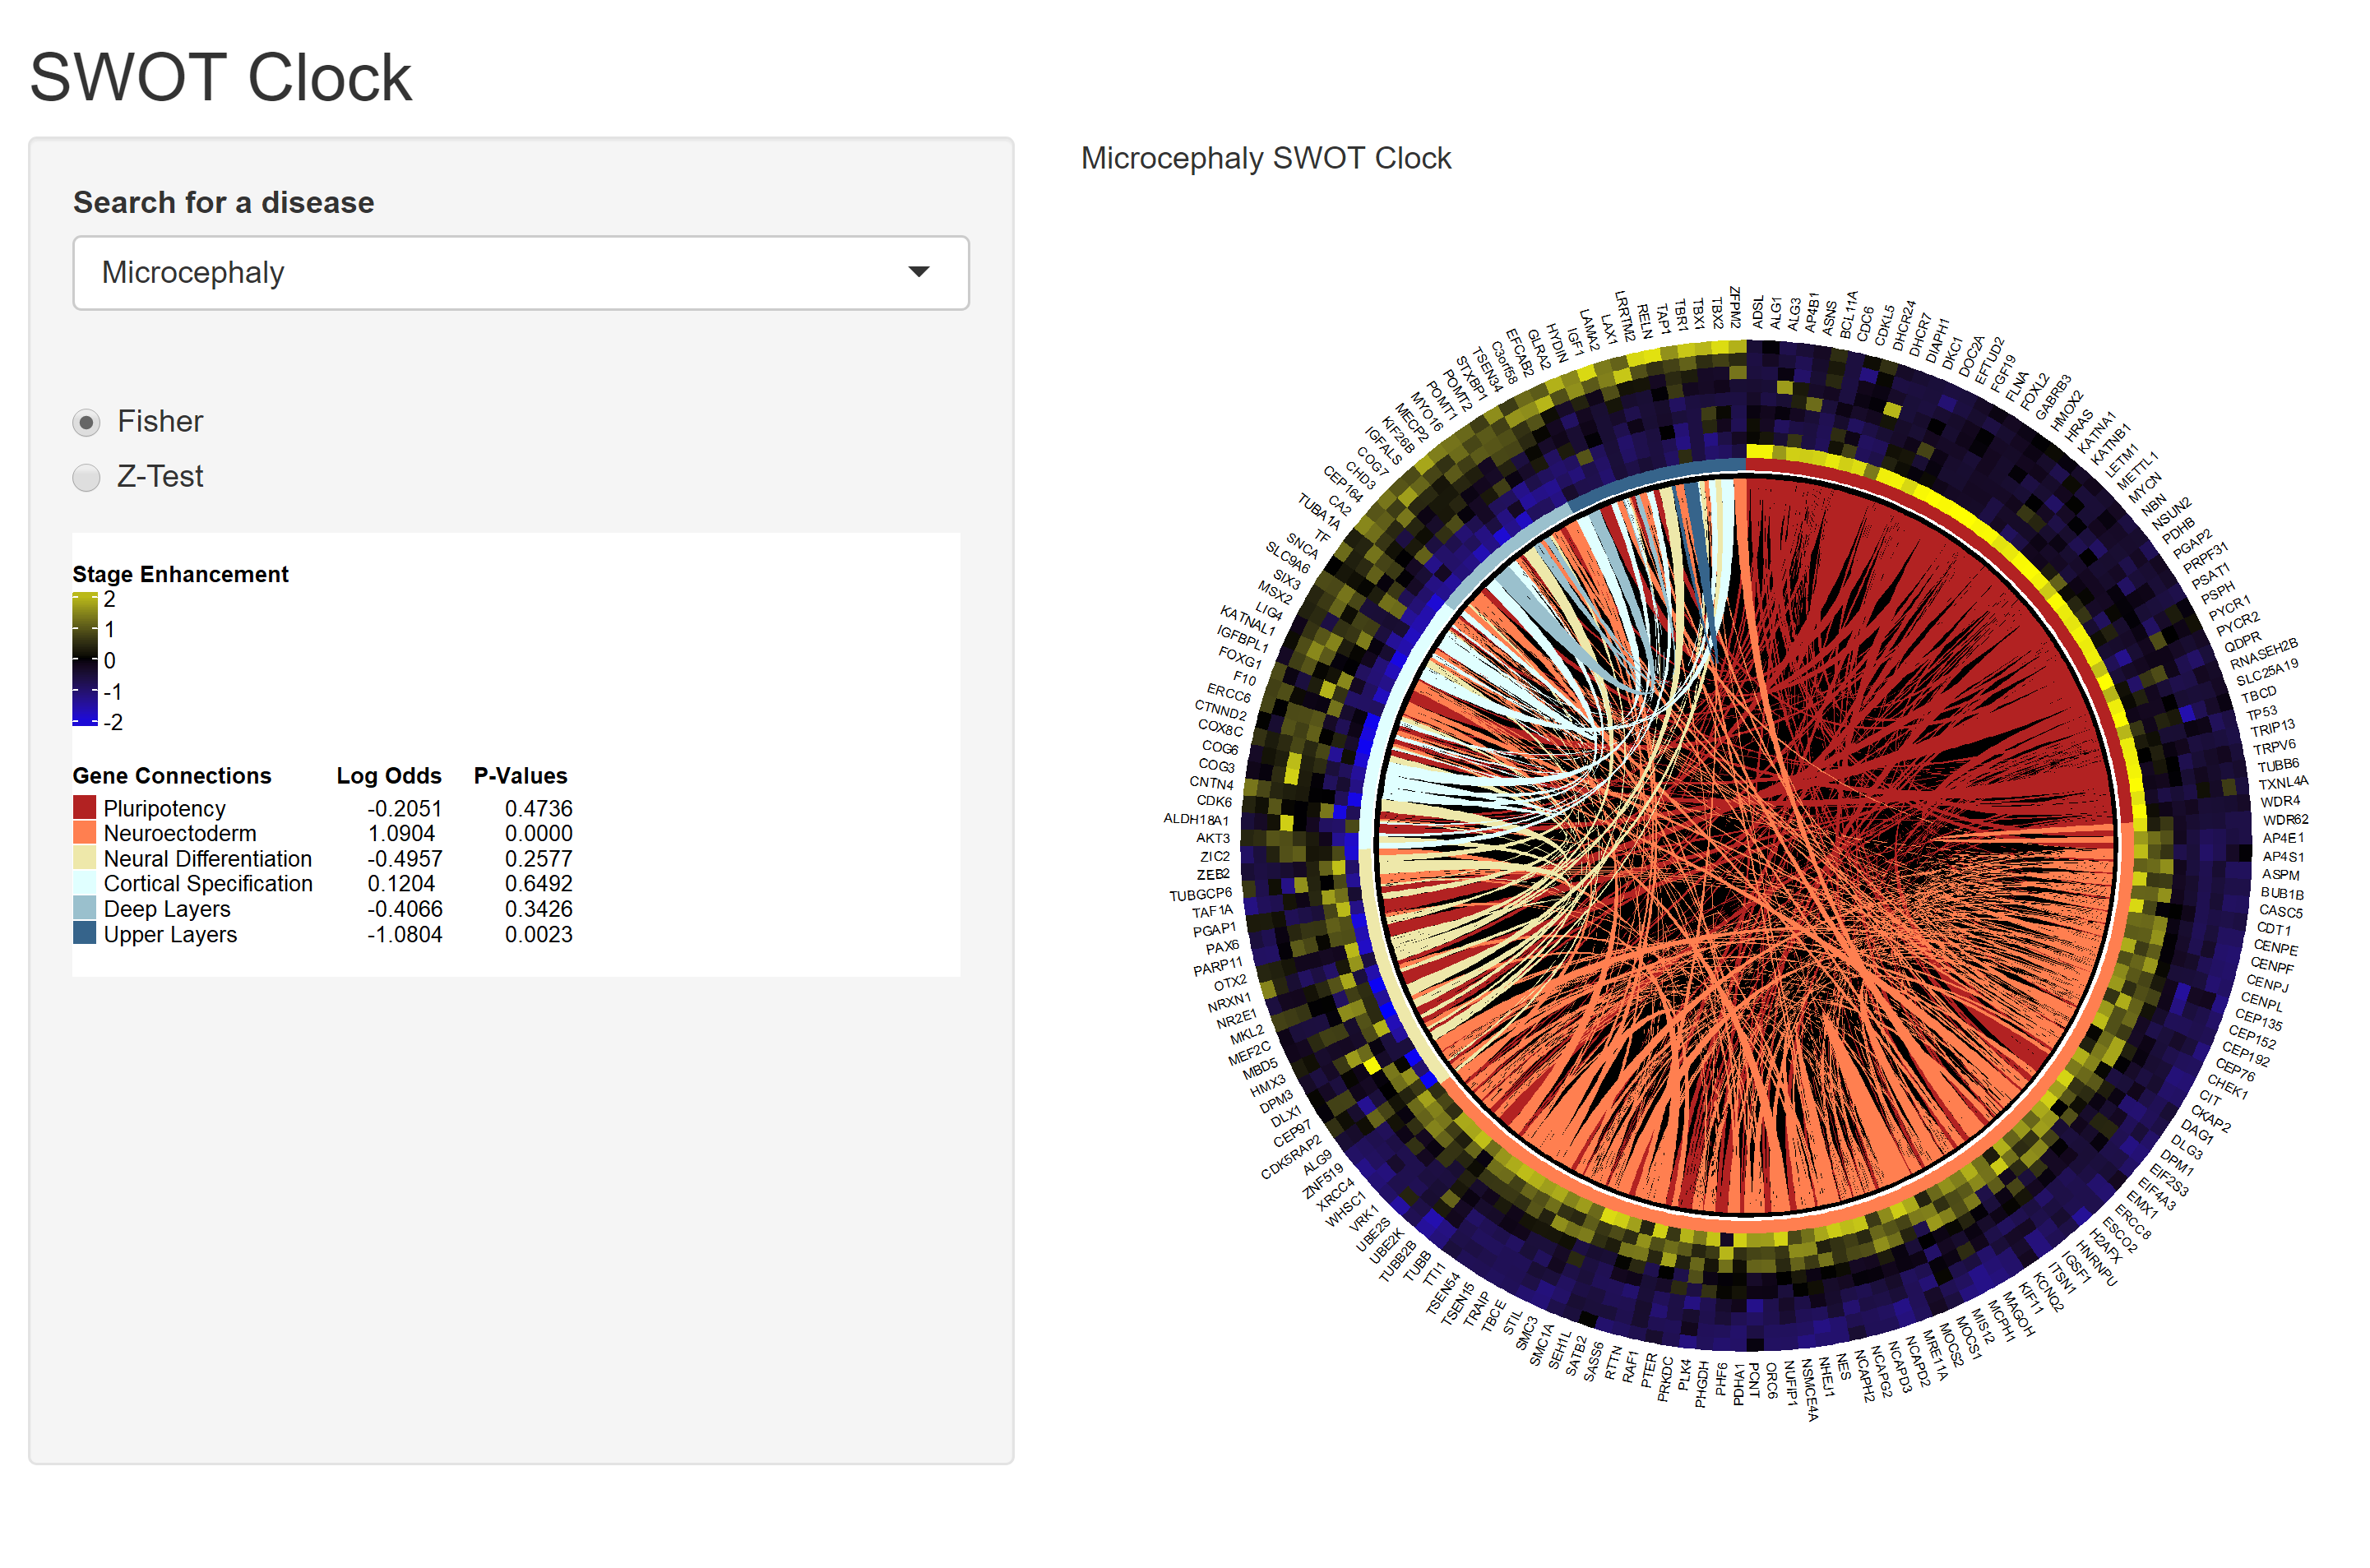 SWOT Clock
Search for a disease
Microcephaly
Fisher
Z-Test
Stage Enhancement
2
1
0
-1
-2
Gene Connections Log Odds P-Values
Pluripotency -0.2051 0.4736
Neuroectoderm 1.0904 0.0000
Neural Differentiation -0.4957 0.2577
Cortical Specification 0.1204 0.6492
Deep Layers -0.4066 0.3426
Upper Layers -1.0804 0.0023
Microcephaly SWOT Clock
ADSL
ALG1
ALG3
AP4B1
ASNS
BCL11A
CDC6
CDKL5
DHCR24
DHCR7
DIAPH1
DKC1
DOC2A
EFTUD2
FGF19
FLNA
FOXL2
GABRB3
HMOX2
HRAS
KATNA1
KATNB1
LETM1
METTL1
MYCN
NBN
NSUN2
PDHB
PGAP2
PRPF31
PSAT1
PSPH
PYCR1
PYCR2
QDPR
RNASEH2B
SLC25A19
TBCD
TP53
TRIP13
TRPV6
TUBB6
TXNL4A
WDR4
WDR62
AP4E1
AP4S1
ASPM
BUB1B
CASC5
CDT1
CENPE
CENPF
CENPJ
CENPL
CEP135
CEP152
CEP192
CEP76
CHEK1
CIT
CKAP2
DAG1
DLG3
DPM1
EIF2S3
EIF4A3
EMX1
ERCC8
ESCO2
H2AFX
HNRNPU
IGSF1
ITSN1
KCNQ2
KIF11
MAGOH
MCPH1
MIS12
MOCS1
MOCS2
MRE11A
NCAPD2
NCAPD3
NCAPG2
NCAPH2
NES
NHEJ1
NSMCE4A
NUFIP1
ORC6
PCNT
PDHA1
PHF6
PHGDH
PLK4
PRKDC
PTER
RAF1
RTTN
SASS6
SATB2
SEH1L
SMC1A
SMC3
STIL
TBCE
TRAIP
TSEN15
TSEN54
TTI1
TUBB
TUBB2B
UBE2K
UBE2S
VRK1
WHSC1
XRCC4
ZNF519
ALG9
CDK5RAP2
CEP97
DLX1
DPM3
HMX3
MBD5
MEF2C
MKL2
NR2E1
NRXN1
OTX2
PARP11
PAX6
PGAP1
TAF1A
TUBGCP6
ZEB2
ZIC2
AKT3
ALDH18A1
CDK6
CNTN4
COG3
COG6
COX8C
CTNND2
ERCC6
F10
FOXG1
IGFBPL1
KATNAL1
LIG4
MSX2
SIX3
SLC9A6
SNCA
TF
TUBA1A
CA2
CEP164
CHD3
COG7
IGFALS
KIF26B
MECP2
MYO16
POMT1
POMT2
STXBP1
TSEN34
C3orf58
EFCAB2
GLRA2
HYDIN
IGF1
LAMA2
LAX1
LRRTM2
RELN
TAP1
TBR1
TBX1
TBX2
ZFPM2